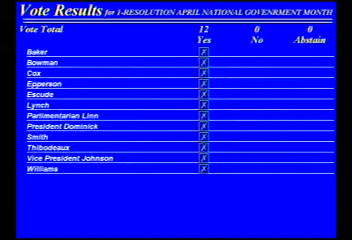 Vote Results for 1-RESOLUTION APRIL NATIONAL GOVENRMENT MONTH
Vote Total 12 0 0
Yes No Abstain
Baker X
Bowman X
Cox X
Epperson X
Escude X
Lynch X
Parlimentarian Linn X
President Dominick X
Smith X
Thibodeaux X
Vice President Johnson X
Williams X